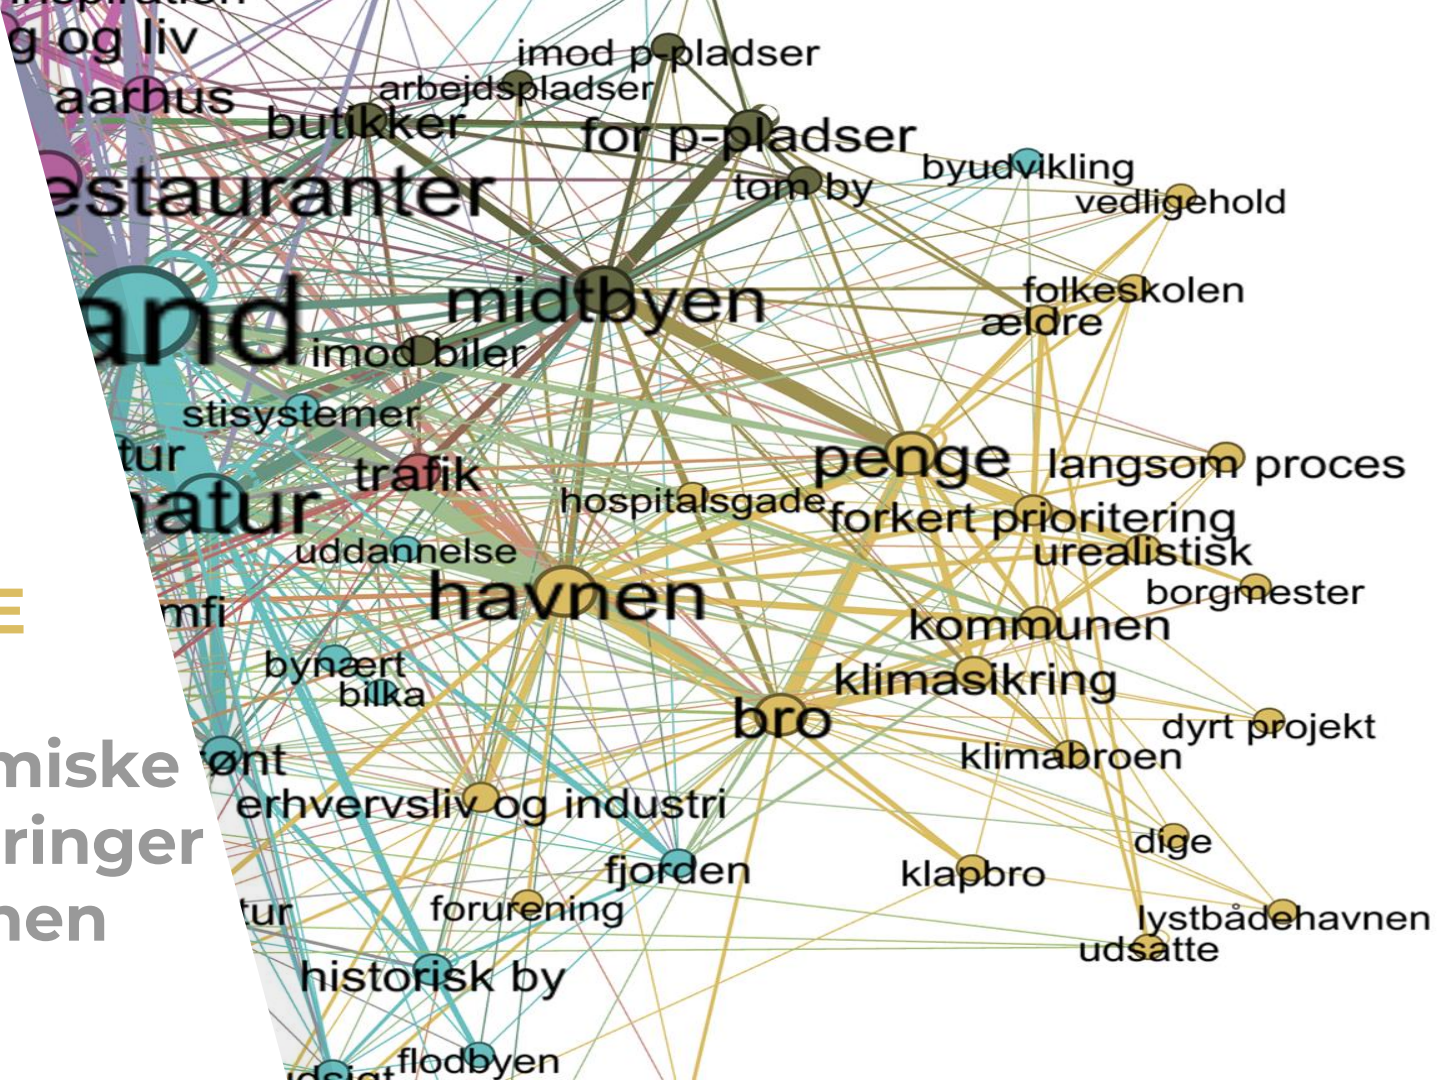 g og liv
imod p-pladser
arbejdspladser
aarhus
butikker
for p-pladser
byudvikling
estauranter
tom by
vedligehold
and
midtbyen
folkeskolen
ældre
imod biler
stisystemer
tur
trafik
penge
langsom proces
natur
hospitalsgade
forkert prioritering
uddannelse
urealistisk
havnen
borgmester
E
mfi
kommunen
bynært
bilka
klimasikring
bro
dyrt projekt
miske
ønt
klimabroen
erhvervsliv og industri
ringer
dige
fjorden
klapbro
nen
tur
forurening
lystbådehavnen
udsatte
historisk by
flodbyen
udsigt